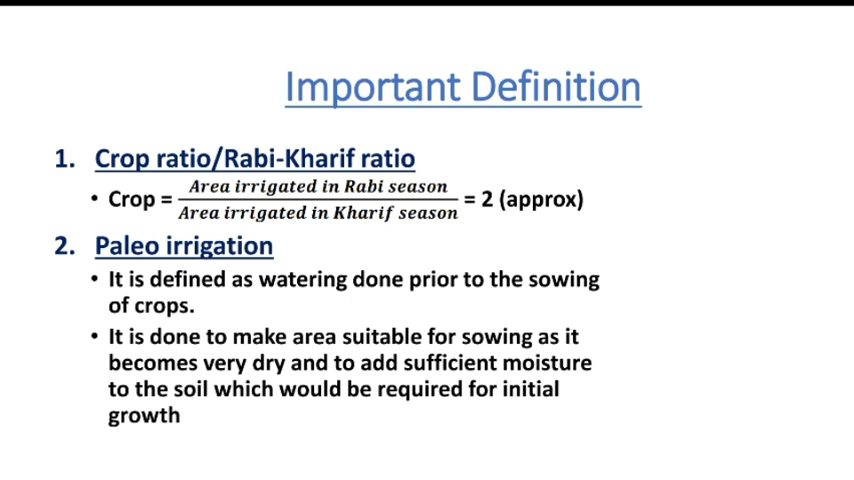 Important Definition
1. Crop ratio/Rabi-Kharif ratio
• Crop = Area irrigated in Rabi season / Area irrigated in Kharif season = 2 (approx)
2. Paleo irrigation
• It is defined as watering done prior to the sowing
of crops.
• It is done to make area suitable for sowing as it
becomes very dry and to add sufficient moisture
to the soil which would be required for initial
growth